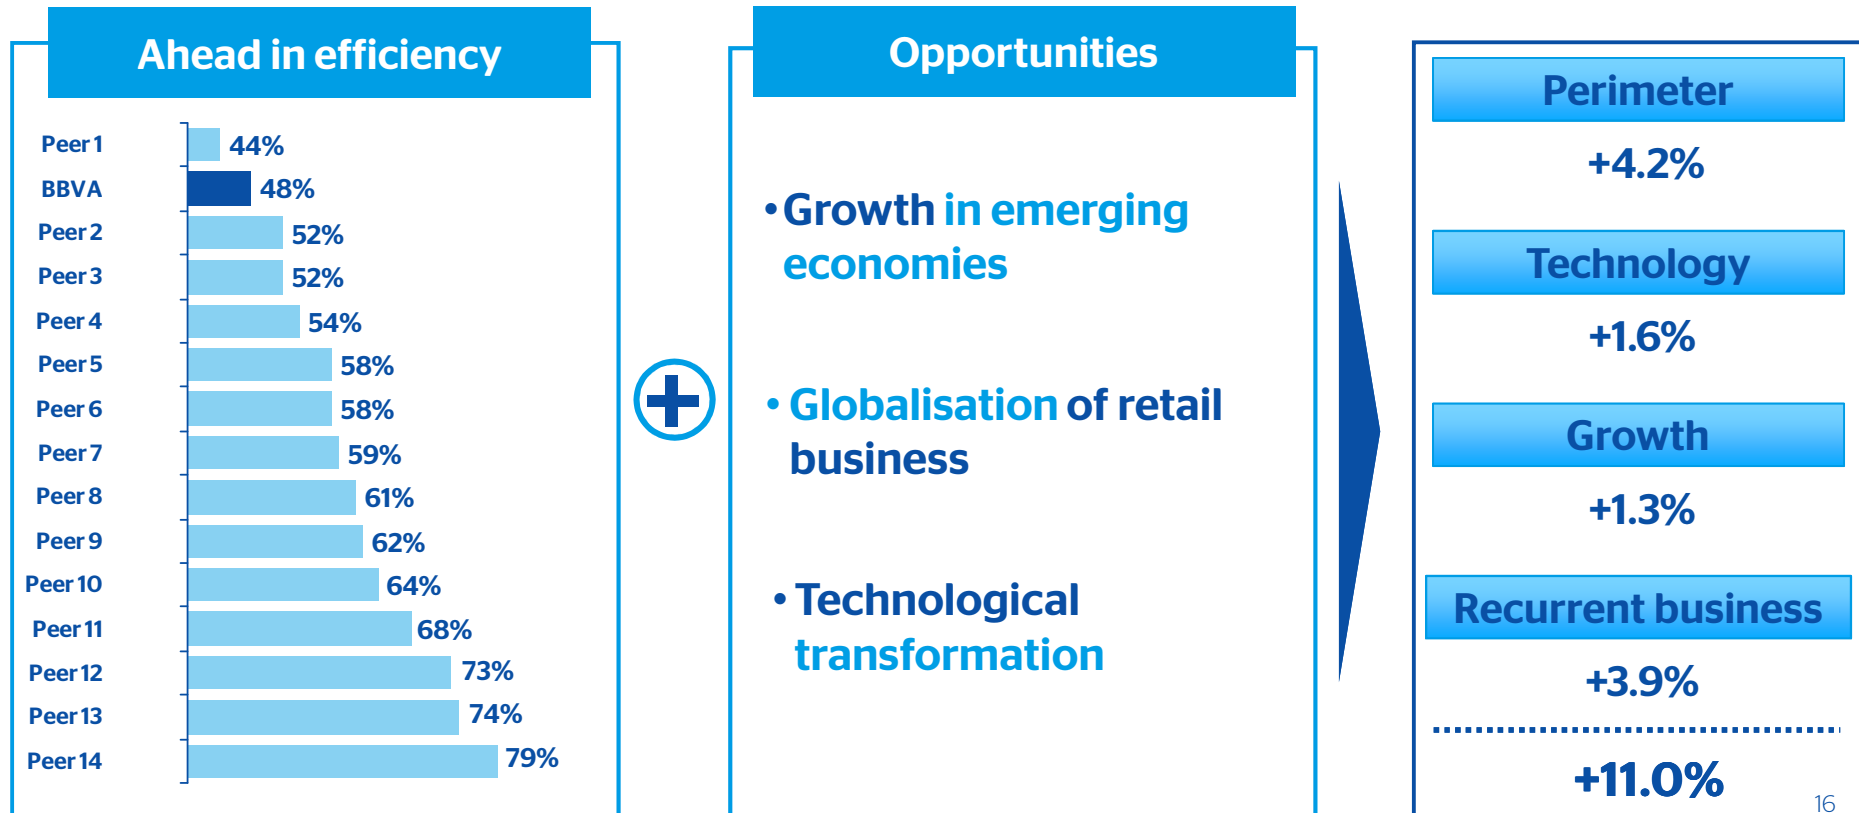 Ahead in efficiency
Peer 1 44%
BBVA 48%
Peer 2 52%
Peer 3 52%
Peer 4 54%
Peer 5 58%
Peer 6 58%
Peer 7 59%
Peer 8 61%
Peer 9 62%
Peer 10 64%
Peer 11 68%
Peer 12 73%
Peer 13 74%
Peer 14 79%
+
Opportunities
• Growth in emerging
economies
• Globalisation of retail
business
• Technological
transformation
Perimeter
+4.2%
Technology
+1.6%
Growth
+1.3%
Recurrent business
+3.9%
+11.0%
16